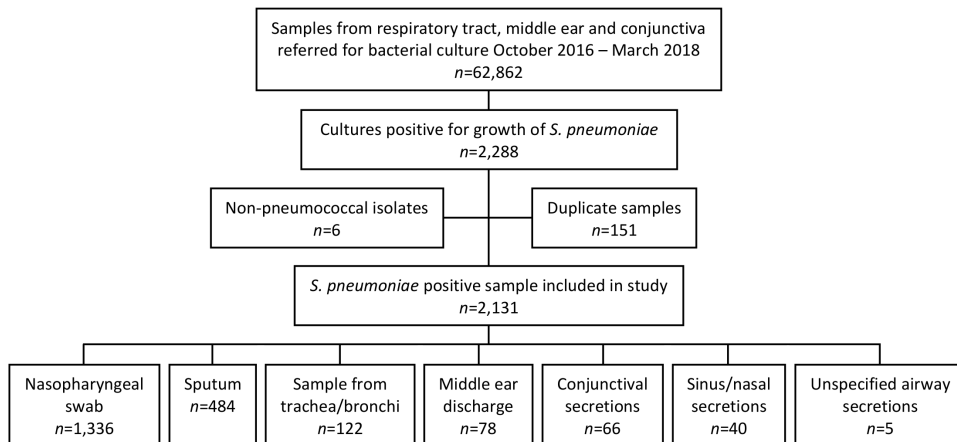 Samples from respiratory tract, middle ear and conjunctiva
referred for bacterial culture October 2016 – March 2018
n=62,862
Cultures positive for growth of S. pneumoniae
n=2,288
Non-pneumococcal isolates
n=6
Duplicate samples
n=151
S. pneumoniae positive sample included in study
n=2,131
Nasopharyngeal
swab
n=1,336
Sputum
n=484
Sample from
trachea/bronchi
n=122
Middle ear
discharge
n=78
Conjunctival
secretions
n=66
Sinus/nasal
secretions
n=40
Unspecified airway
secretions
n=5